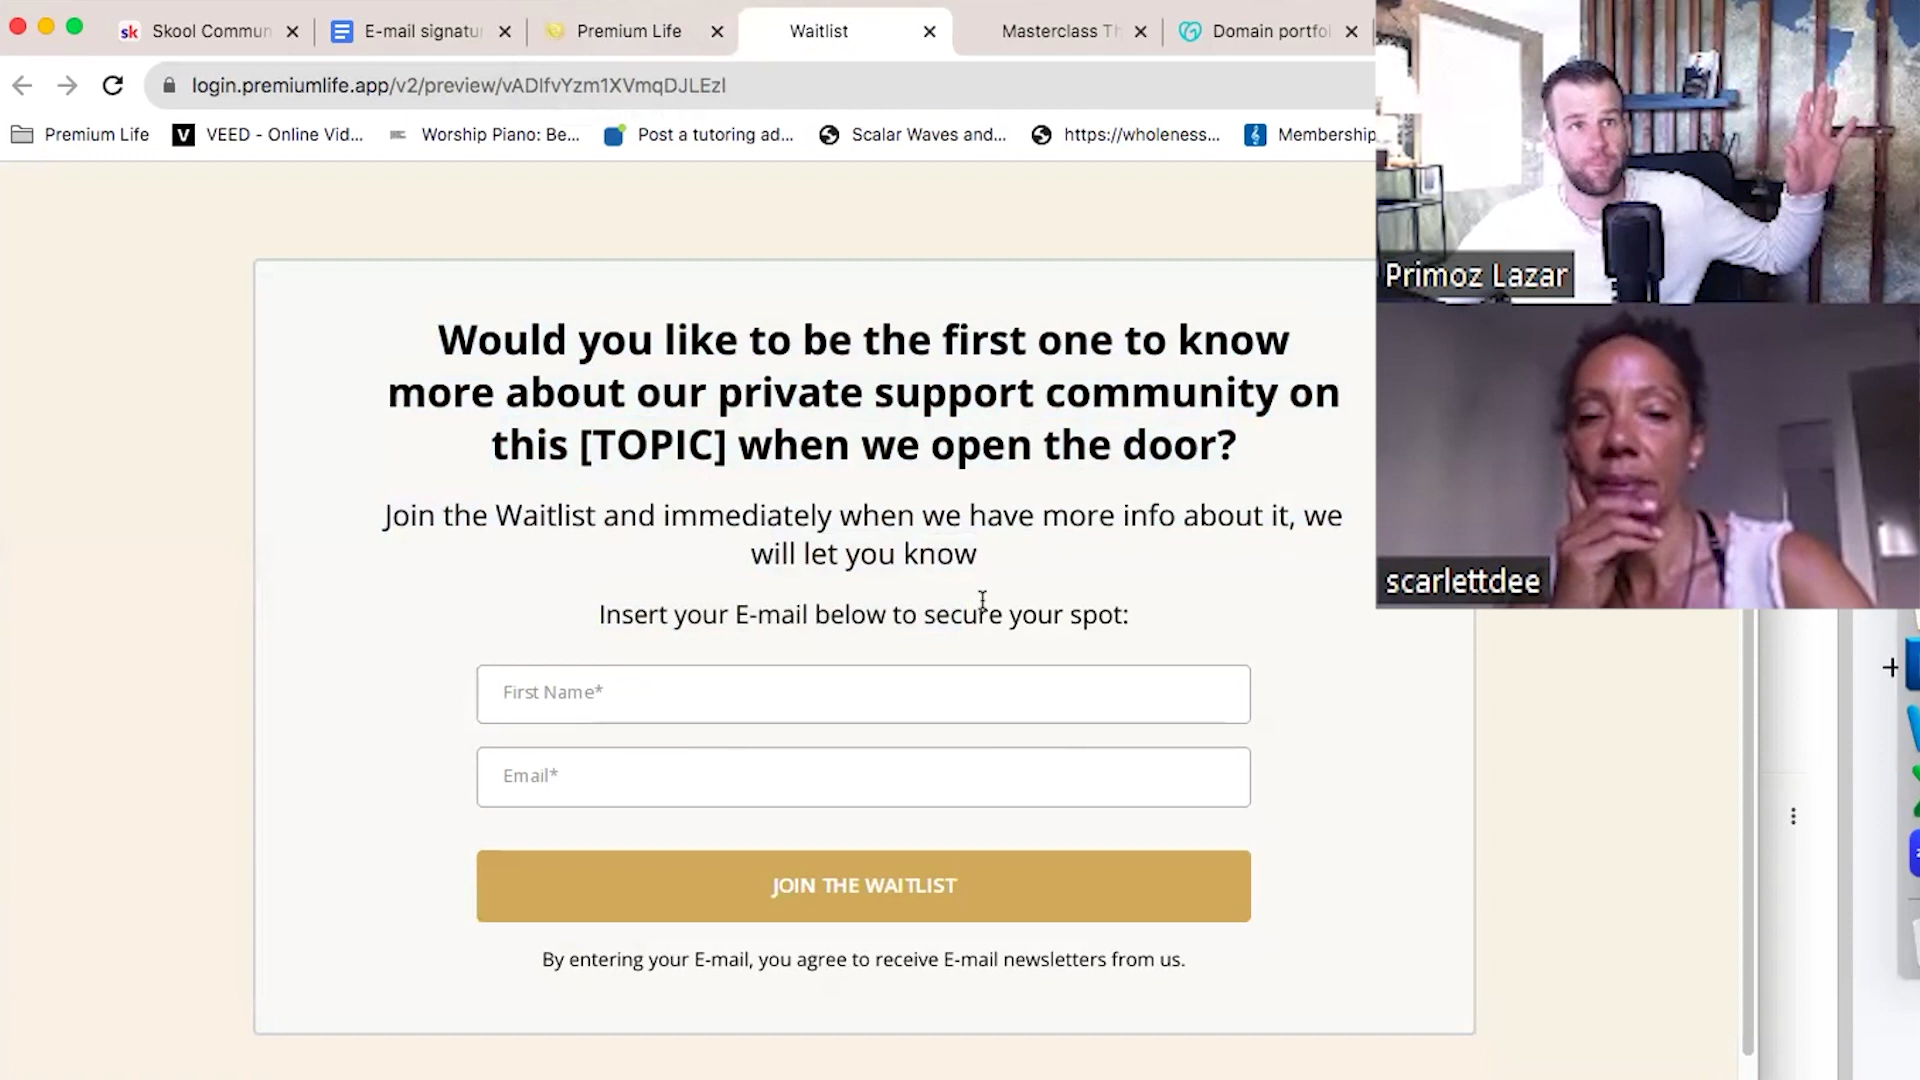 sk Skool Commun
E-mail signatu
Premium Life
Waitlist
Masterclass Th
Domain portfo
login.premiumlife.app/v2/preview/vADlfvYzm1XVmqDJLEzl
Premium Life
V VEED - Online Vid...
Worship Piano: Be...
Post a tutoring ad...
Scalar Waves and...
https://wholeness...
Membership
Primoz Lazar
scarlettdee
Would you like to be the first one to know
more about our private support community on
this [TOPIC] when we open the door?
Join the Waitlist and immediately when we have more info about it, we
will let you know
Insert your E-mail below to secure your spot:
First Name*
Email*
JOIN THE WAITLIST
By entering your E-mail, you agree to receive E-mail newsletters from us.